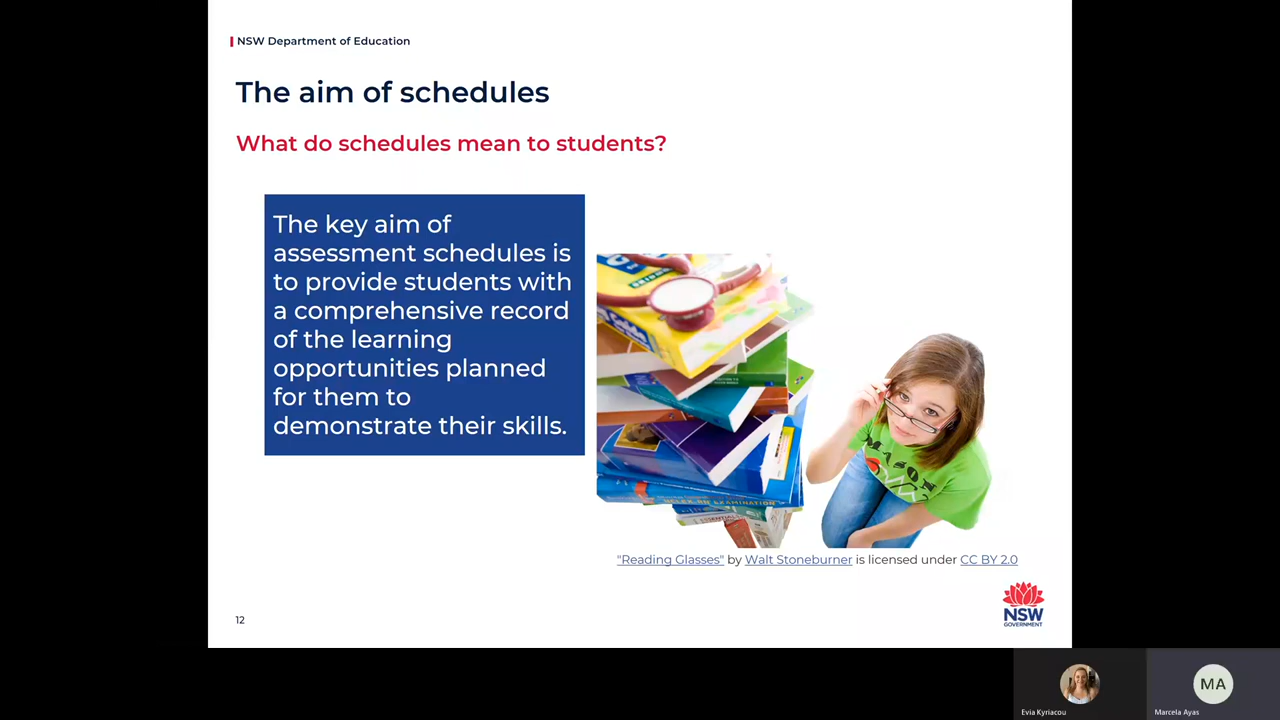 NSW Department of Education
The aim of schedules
What do schedules mean to students?
The key aim of
assessment schedules is
to provide students with
a comprehensive record
of the learning
opportunities planned
for them to
demonstrate their skills.
MASON
"Reading Glasses" by Walt Stoneburner is licensed under CC BY 2.0
12
NSW
GOVERNMENT
MA
Evia Kyriacou
Marcela Ayas